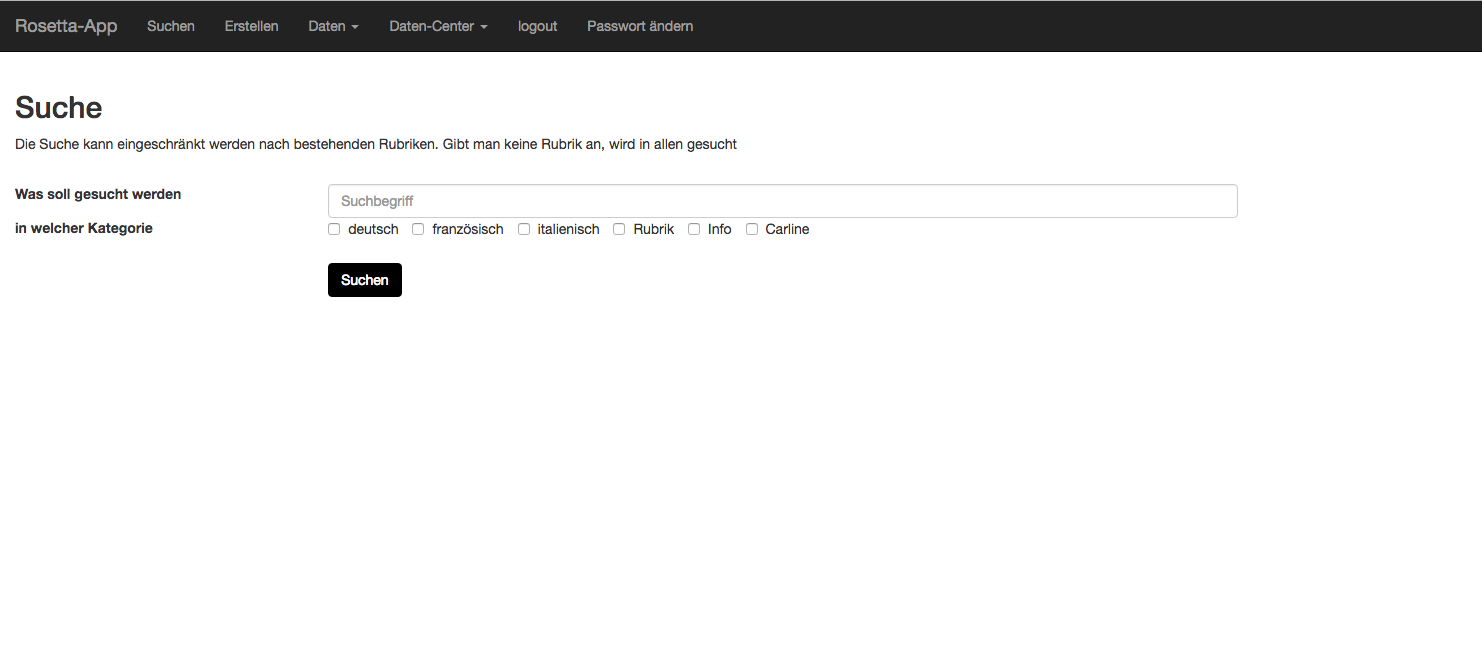 Rosetta-App Suchen Erstellen Daten Daten-Center logout Passwort ändern
Suche
Die Suche kann eingeschränkt werden nach bestehenden Rubriken. Gibt man keine Rubrik an, wird in allen gesucht
Was soll gesucht werden Suchbegriff
in welcher Kategorie deutsch französisch italienisch Rubrik Info Carline
Suchen